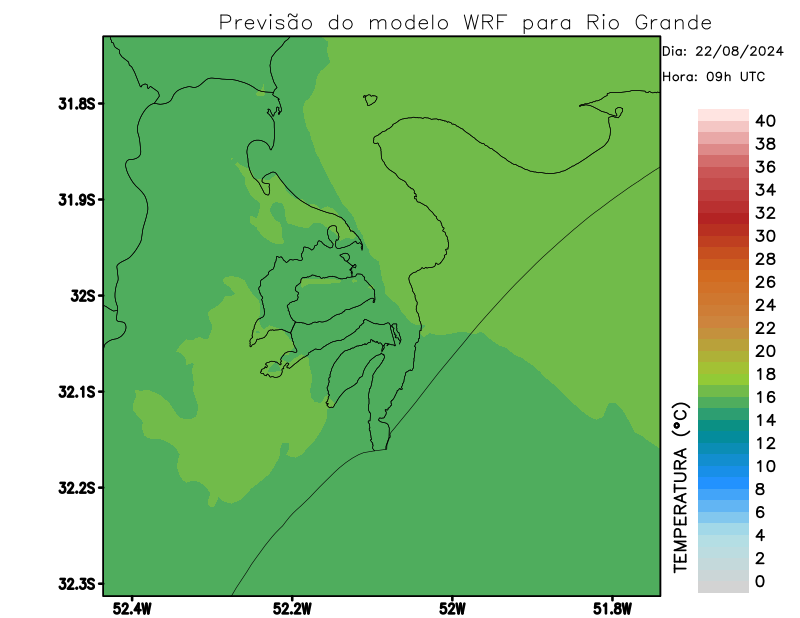 Previsão do modelo WRF para Rio Grande
Dia: 22/08/2024
Hora: 09h UTC
31.8S
31.9S
32S
32.1S
32.2S
32.3S
52.4W
52.2W
52W
51.8W
TEMPERATURA (°C)
40
38
36
34
32
30
28
26
24
22
20
18
16
14
12
10
8
6
4
2
0